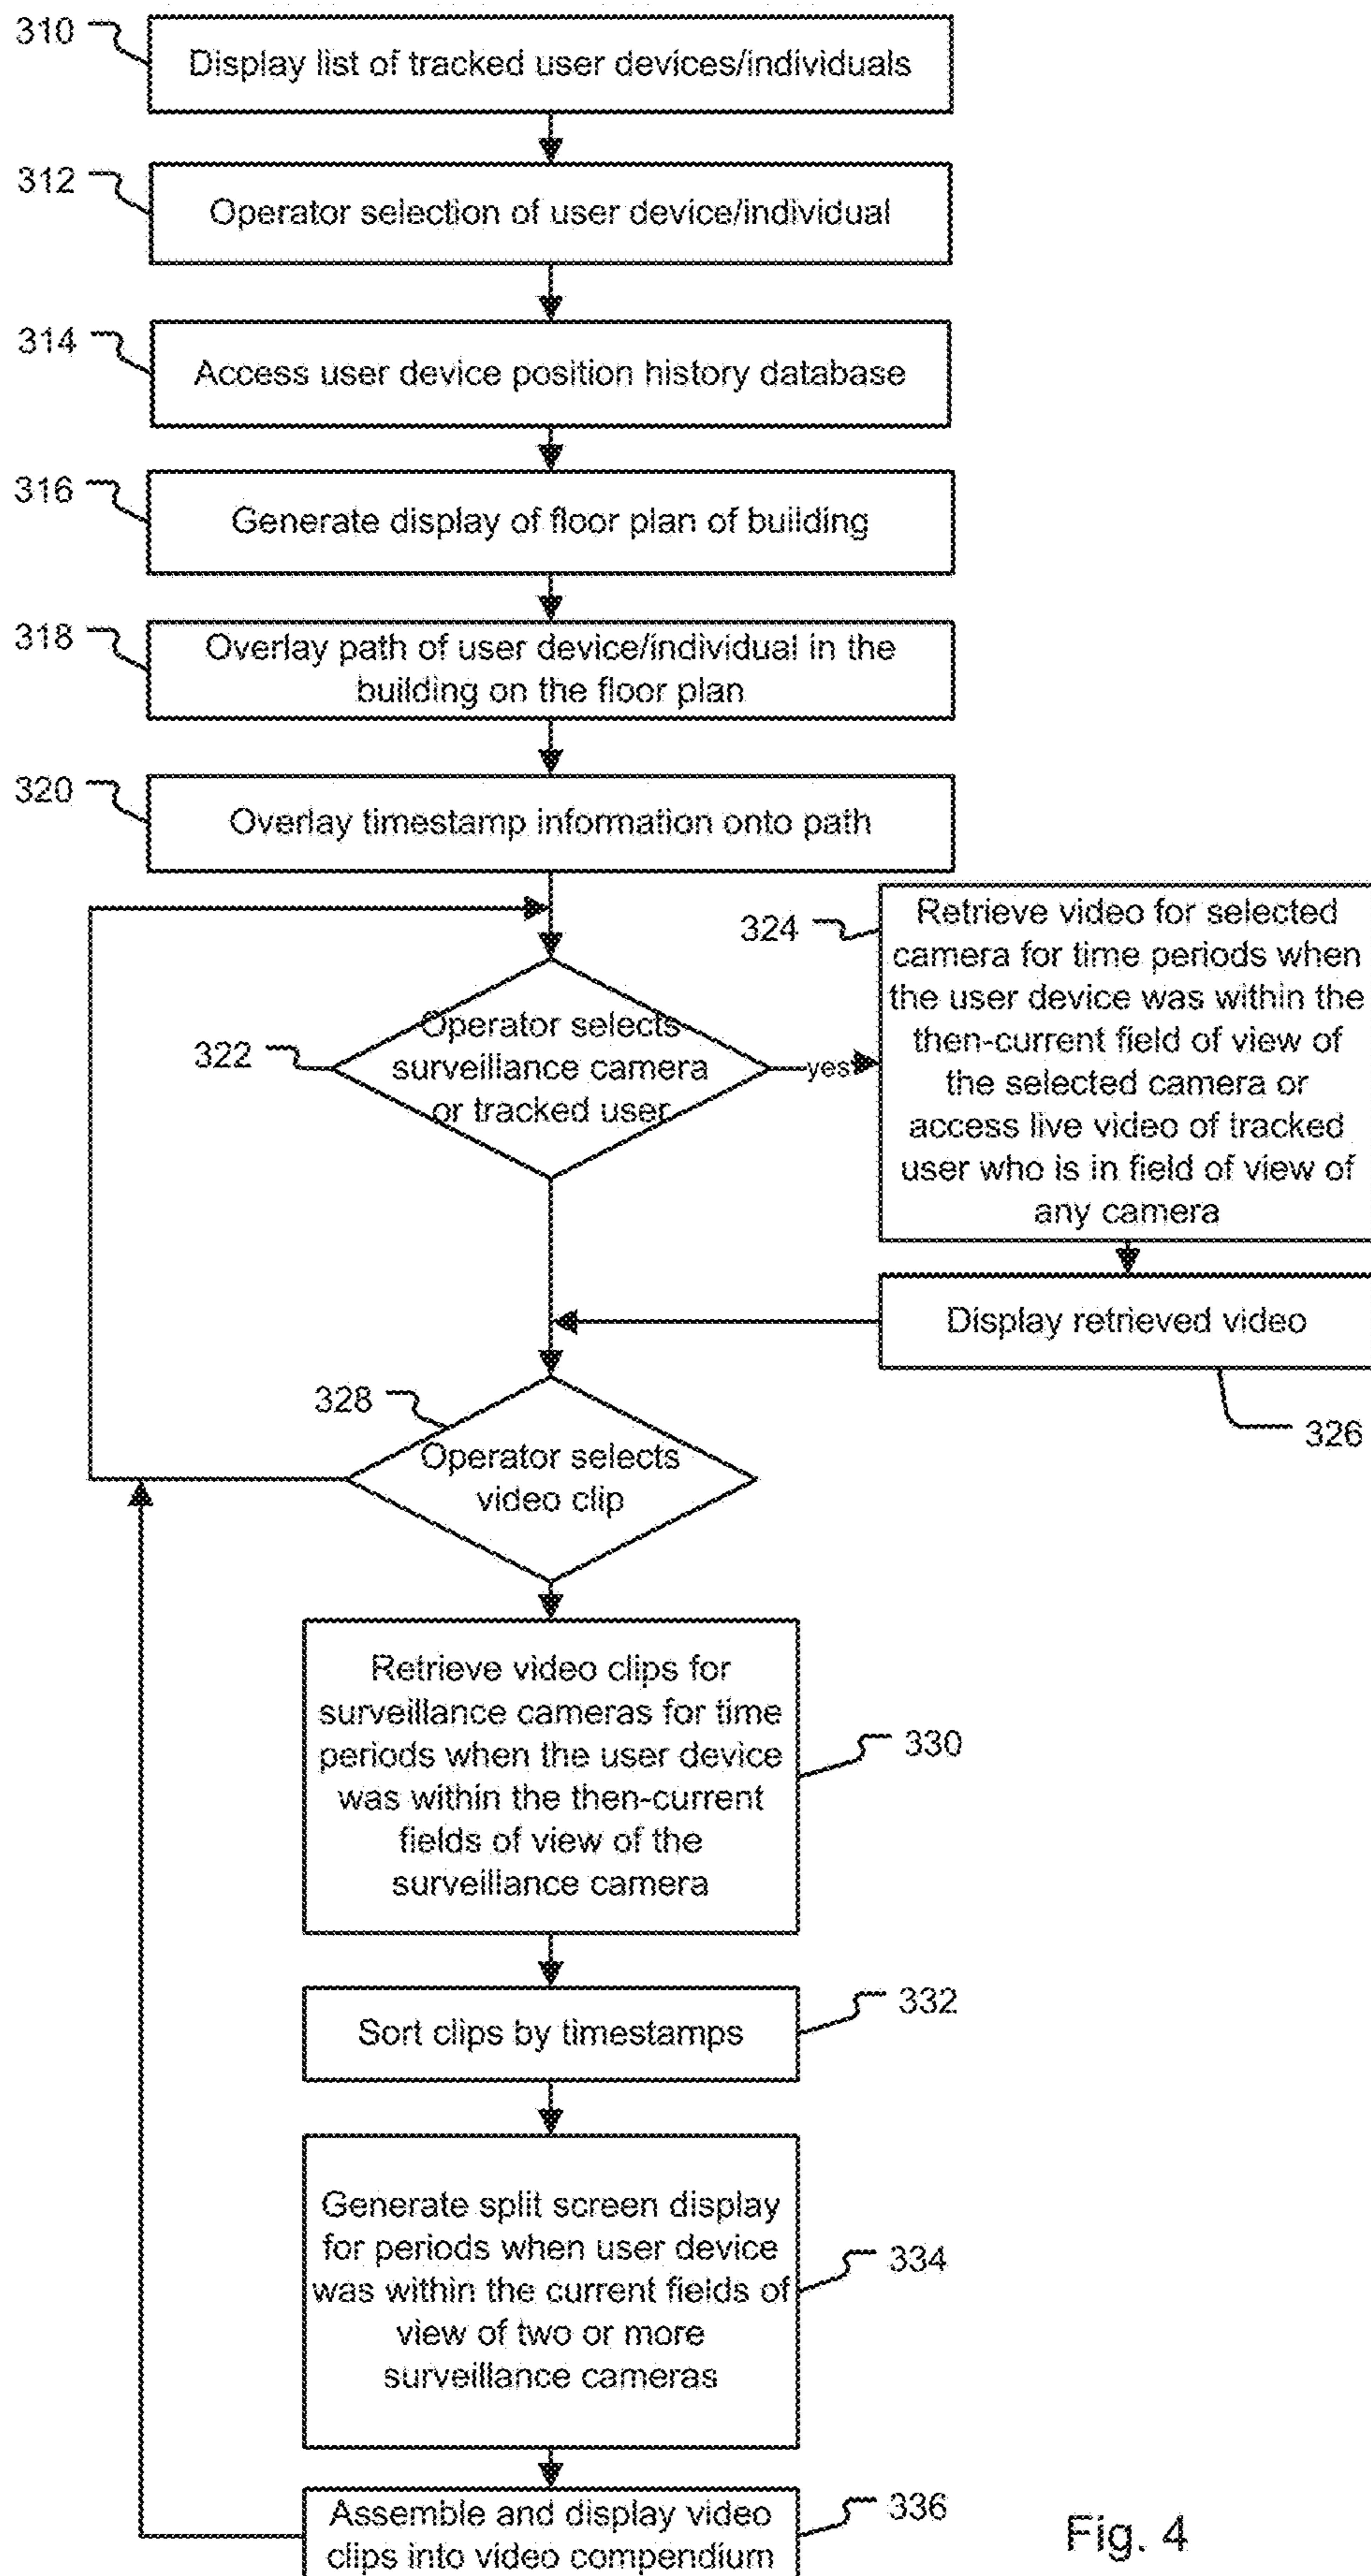 310
Display list of tracked user devices/individuals
312
Operator selection of user device/individual
314
Access user device position history database
316
Generate display of floor plan of building
318
Overlay path of user device/individual in the
building on the floor plan
320
Overlay timestamp information onto path
322
Operator selects
surveillance camera
or tracked user
yes
324
Retrieve video for selected
camera for time periods when
the user device was within the
then-current field of view of
the selected camera or
access live video of tracked
user who is in field of view of
any camera
Display retrieved video
326
328
Operator selects
video clip
Retrieve video clips for
surveillance cameras for time
periods when the user device
was within the then-current
fields of view of the
surveillance camera
330
Sort clips by timestamps
332
Generate split screen display
for periods when user device
was within the current fields of
view of two or more
surveillance cameras
334
Assemble and display video
clips into video compendium
336
Fig. 4